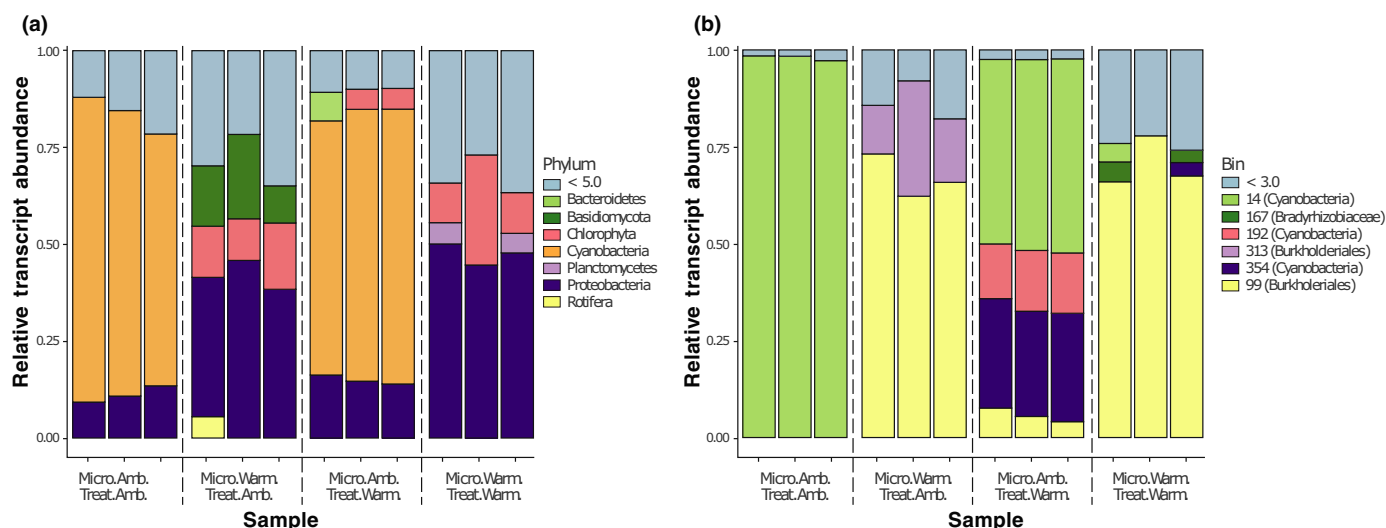 (a)
Relative transcript abundance
1.00
0.75
0.50
0.25
0.00
Micro.Amb.
Treat.Amb.
Micro.Warm.
Treat.Amb.
Micro.Amb.
Treat.Warm.
Micro.Warm.
Treat.Warm.
Sample
Phylum
< 5.0
Bacteroidetes
Basidiomycota
Chlorophyta
Cyanobacteria
Planctomycetes
Proteobacteria
Rotifera
(b)
Relative transcript abundance
1.00
0.75
0.50
0.25
0.00
Micro.Amb.
Treat.Amb.
Micro.Warm.
Treat.Amb.
Micro.Amb.
Treat.Warm.
Micro.Warm.
Treat.Warm.
Sample
Bin
< 3.0
14 (Cyanobacteria)
167 (Bradyrhizobiaceae)
192 (Cyanobacteria)
313 (Burkholderiales)
354 (Cyanobacteria)
99 (Burkholeriales)